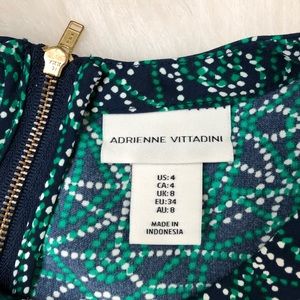 ADRIENNE VITTADINI
US: 4
CA: 4
UK: 8
EU: 34
AU: 8
MADE IN
INDONESIA